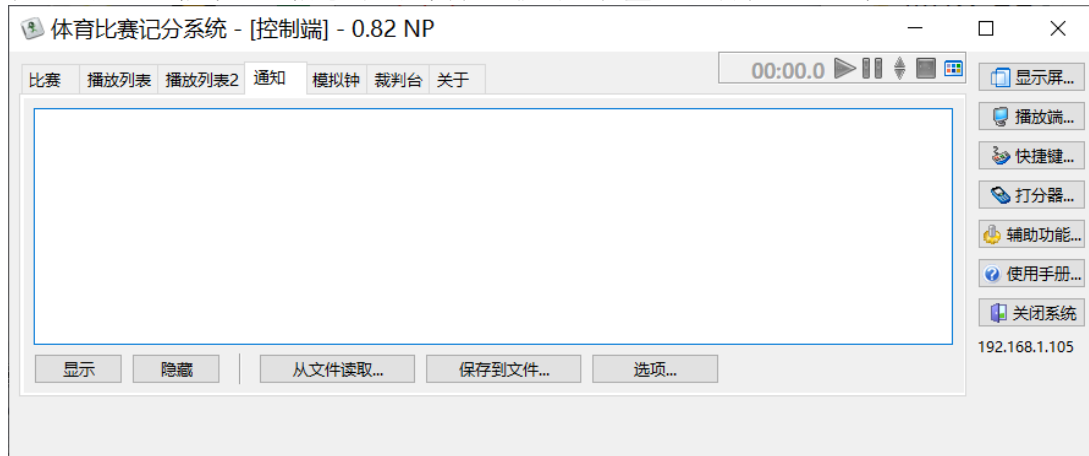 体育比赛记分系统 - [控制端] - 0.82 NP
比赛 播放列表 播放列表2 通知 模拟钟 裁判台 关于
00:00.0
显示屏...
播放端...
快捷键...
打分器...
辅助功能...
使用手册...
关闭系统
192.168.1.105
显示 隐藏 从文件读取... 保存到文件... 选项...